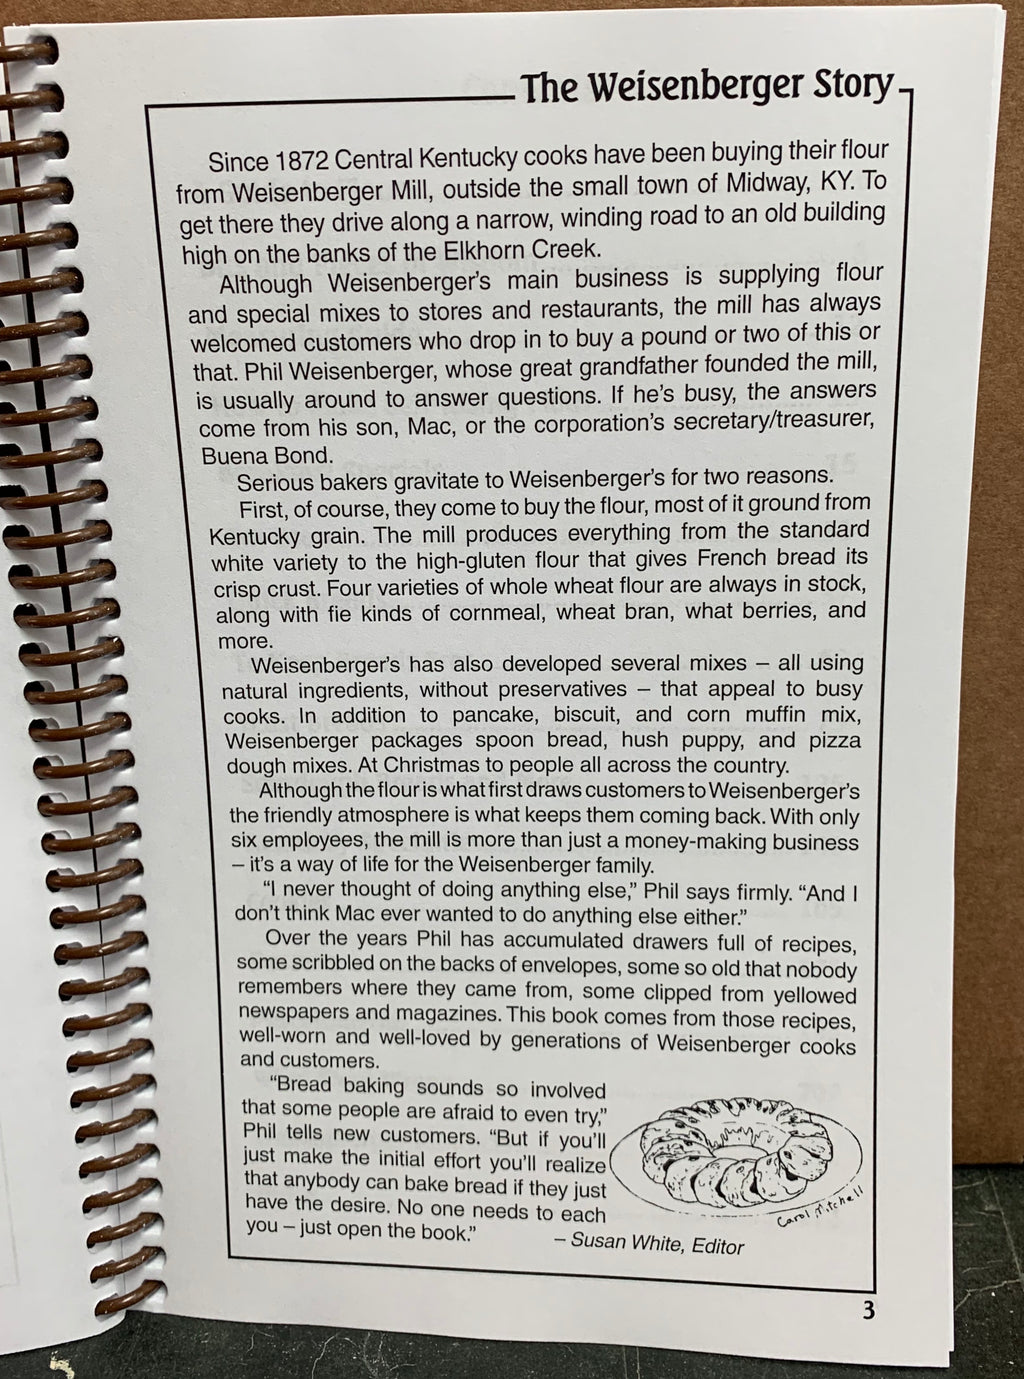 The Weisenberger Story
Since 1872 Central Kentucky cooks have been buying their flour
from Weisenberger Mill, outside the small town of Midway, KY. To
get there they drive along a narrow, winding road to an old building
high on the banks of the Elkhorn Creek.
Although Weisenberger's main business is supplying flour
and special mixes to stores and restaurants, the mill has always
welcomed customers who drop in to buy a pound or two of this or
that. Phil Weisenberger, whose great grandfather founded the mill,
is usually around to answer questions. If he's busy, the answers
come from his son, Mac, or the corporation's secretary/treasurer,
Buena Bond.
Serious bakers gravitate to Weisenberger's for two reasons.
First, of course, they come to buy the flour, most of it ground from
Kentucky grain. The mill produces everything from the standard
white variety to the high-gluten flour that gives French bread its
crisp crust. Four varieties of whole wheat flour are always in stock,
along with fie kinds of cornmeal, wheat bran, what berries, and
more.
Weisenberger's has also developed several mixes – all using
natural ingredients, without preservatives – that appeal to busy
cooks. In addition to pancake, biscuit, and corn muffin mix,
Weisenberger packages spoon bread, hush puppy, and pizza
dough mixes. At Christmas to people all across the country.
Although the flour is what first draws customers to Weisenberger's
the friendly atmosphere is what keeps them coming back. With only
six employees, the mill is more than just a money-making business
– it's a way of life for the Weisenberger family.
“I never thought of doing anything else,” Phil says firmly. “And I
don't think Mac ever wanted to do anything else either.”
Over the years Phil has accumulated drawers full of recipes,
some scribbled on the backs of envelopes, some so old that nobody
remembers where they came from, some clipped from yellowed
newspapers and magazines. This book comes from those recipes,
well-worn and well-loved by generations of Weisenberger cooks
and customers.
“Bread baking sounds so involved
that some people are afraid to even try,”
Phil tells new customers. “But if you'll
just make the initial effort you'll realize
that anybody can bake bread if they just
have the desire. No one needs to each
you – just open the book.”
Carol Mitchell
– Susan White, Editor
3